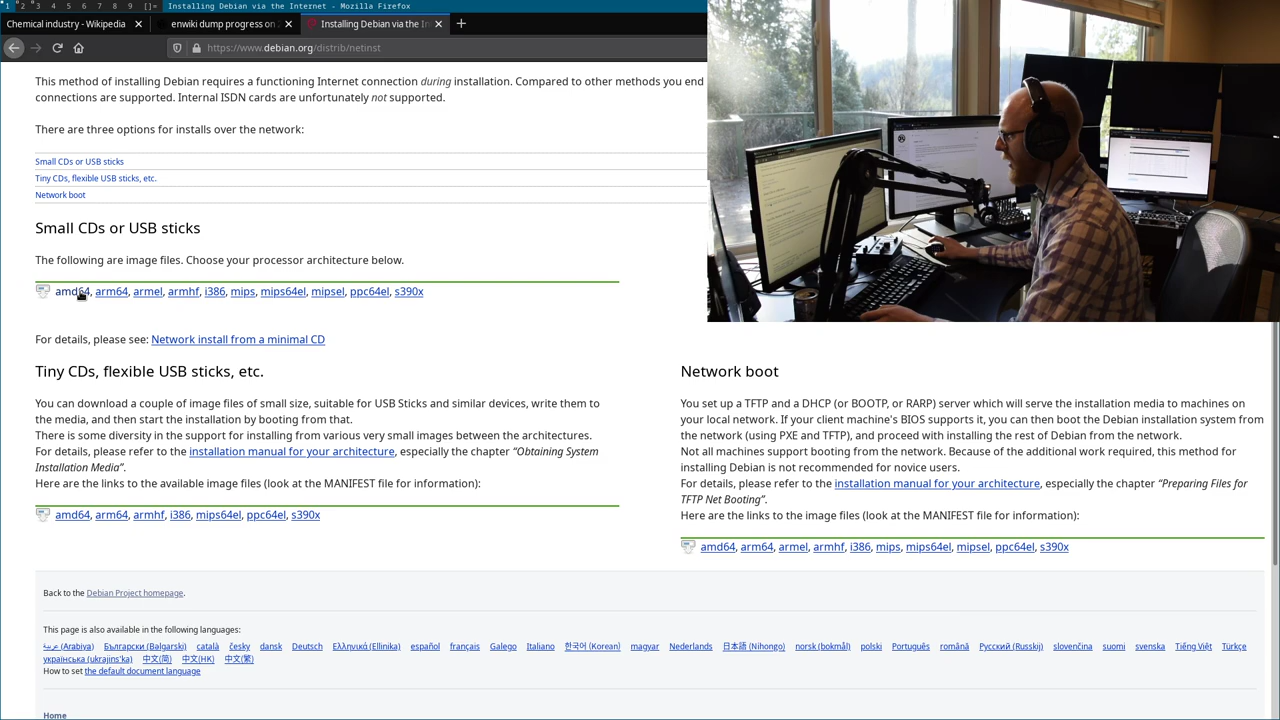 1 2 3 4 5 6 7 8 9 []= Installing Debian via the Internet - Mozilla Firefox
Chemical industry - Wikipedia
enwiki dump progress on 2
Installing Debian via the In
https://www.debian.org/distrib/netinst
This method of installing Debian requires a functioning Internet connection during installation. Compared to other methods you end
connections are supported. Internal ISDN cards are unfortunately not supported.
There are three options for installs over the network:
Small CDs or USB sticks
Tiny CDs, flexible USB sticks, etc.
Network boot
Small CDs or USB sticks
The following are image files. Choose your processor architecture below.
amd64, arm64, armel, armhf, i386, mips, mips64el, mipsel, ppc64el, s390x
For details, please see: Network install from a minimal CD
Tiny CDs, flexible USB sticks, etc.
You can download a couple of image files of small size, suitable for USB Sticks and similar devices, write them to
the media, and then start the installation by booting from that.
There is some diversity in the support for installing from various very small images between the architectures.
For details, please refer to the installation manual for your architecture, especially the chapter “Obtaining System
Installation Media”.
Here are the links to the available image files (look at the MANIFEST file for information):
amd64, arm64, armhf, i386, mips64el, ppc64el, s390x
Network boot
You set up a TFTP and a DHCP (or BOOTP, or RARP) server which will serve the installation media to machines on
your local network. If your client machine's BIOS supports it, you can then boot the Debian installation system from
the network (using PXE and TFTP), and proceed with installing the rest of Debian from the network.
Not all machines support booting from the network. Because of the additional work required, this method for
installing Debian is not recommended for novice users.
For details, please refer to the installation manual for your architecture, especially the chapter “Preparing Files for
TFTP Net Booting”.
Here are the links to the image files (look at the MANIFEST file for information):
amd64, arm64, armel, armhf, i386, mips, mips64el, mipsel, ppc64el, s390x
Back to the Debian Project homepage.
This page is also available in the following languages:
عربية (Arabiya) Български (Bəlgarski) català česky dansk Deutsch Ελληνικά (Ellinika) español français Galego Italiano 한국어 (Korean) magyar Nederlands 日本語 (Nihongo) norsk (bokmål) polski Português română Русский (Russkij) slovenčina suomi svenska Tiếng Việt Türkçe
українська (ukrajins'ka) 中文(简) 中文(HK) 中文(繁)
How to set the default document language
Home